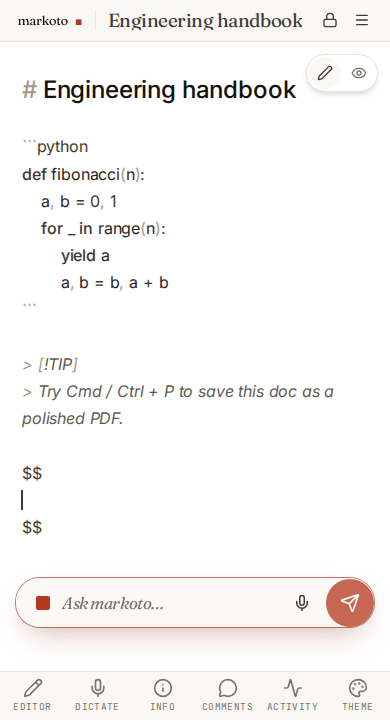 markoto
Engineering handbook
# Engineering handbook
```python
def fibonacci(n):
    a, b = 0, 1
    for _ in range(n):
        yield a
        a, b = b, a + b
```
> [!TIP]
> Try Cmd / Ctrl + P to save this doc as a
polished PDF.
$$
$$
Ask markoto...
EDITOR DICTATE INFO COMMENTS ACTIVITY THEME